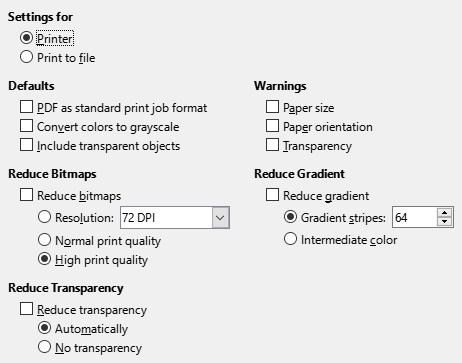 Settings for
Printer
Print to file
Defaults
PDF as standard print job format
Convert colors to grayscale
Include transparent objects
Warnings
Paper size
Paper orientation
Transparency
Reduce Bitmaps
Reduce bitmaps
Resolution: 72 DPI
Normal print quality
High print quality
Reduce Gradient
Reduce gradient
Gradient stripes: 64
Intermediate color
Reduce Transparency
Reduce transparency
Automatically
No transparency